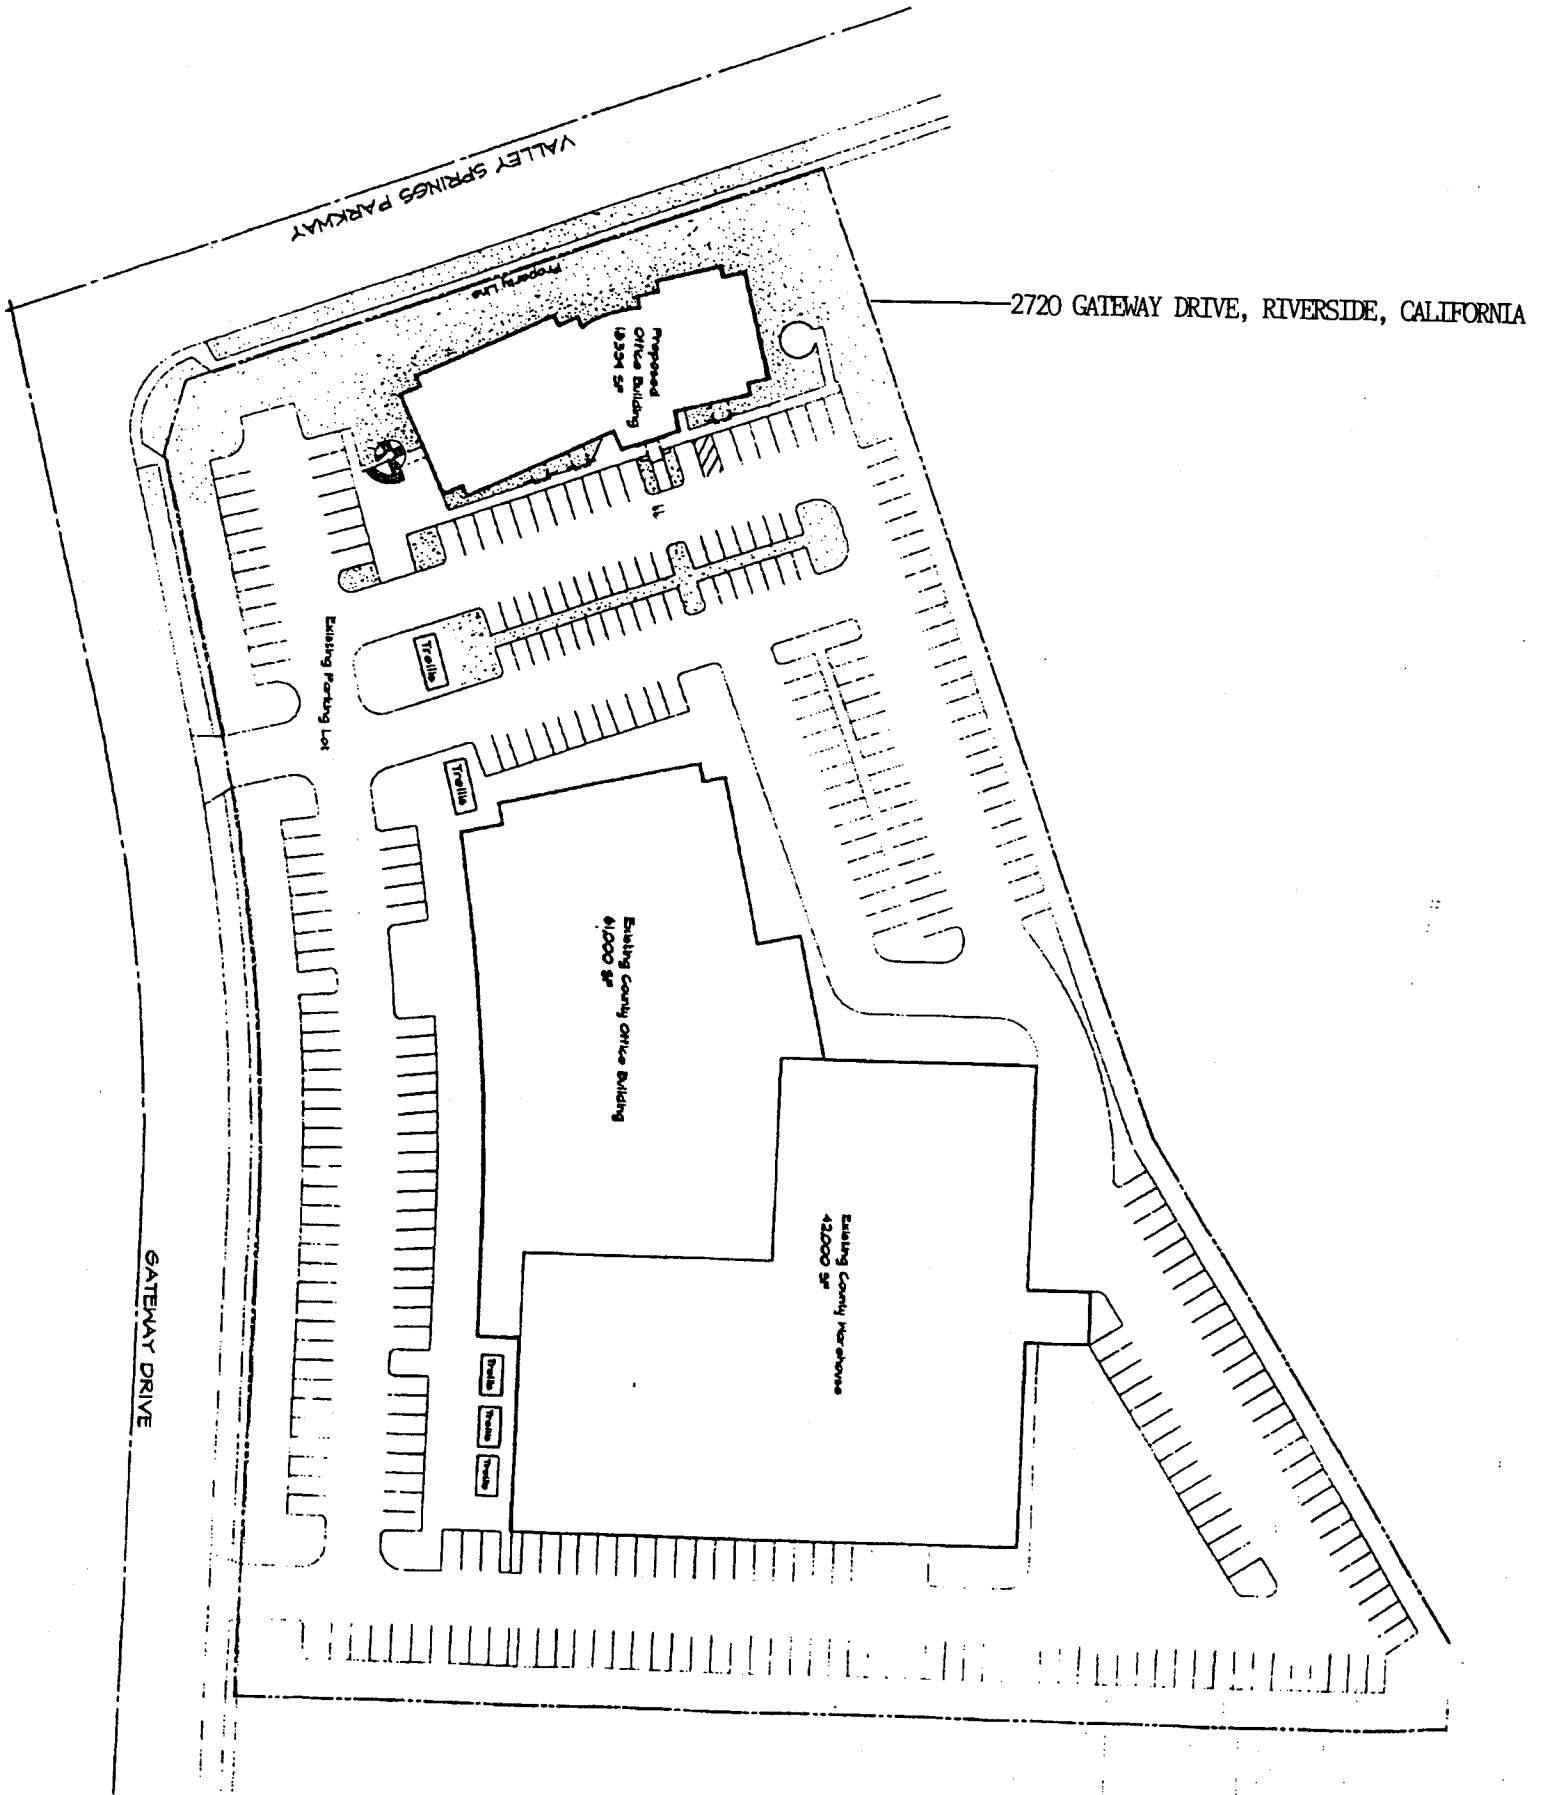 VALLEY SPRINGS PARKWAY
Property Line
2720 GATEWAY DRIVE, RIVERSIDE, CALIFORNIA
Proposed
Office Building
SF
Existing Parking Lot
Trellis
Trellis
Existing County Office Building
61,000 SF
Existing County Warehouse
42,000 SF
Trellis
Trellis
Trellis
GATEWAY DRIVE